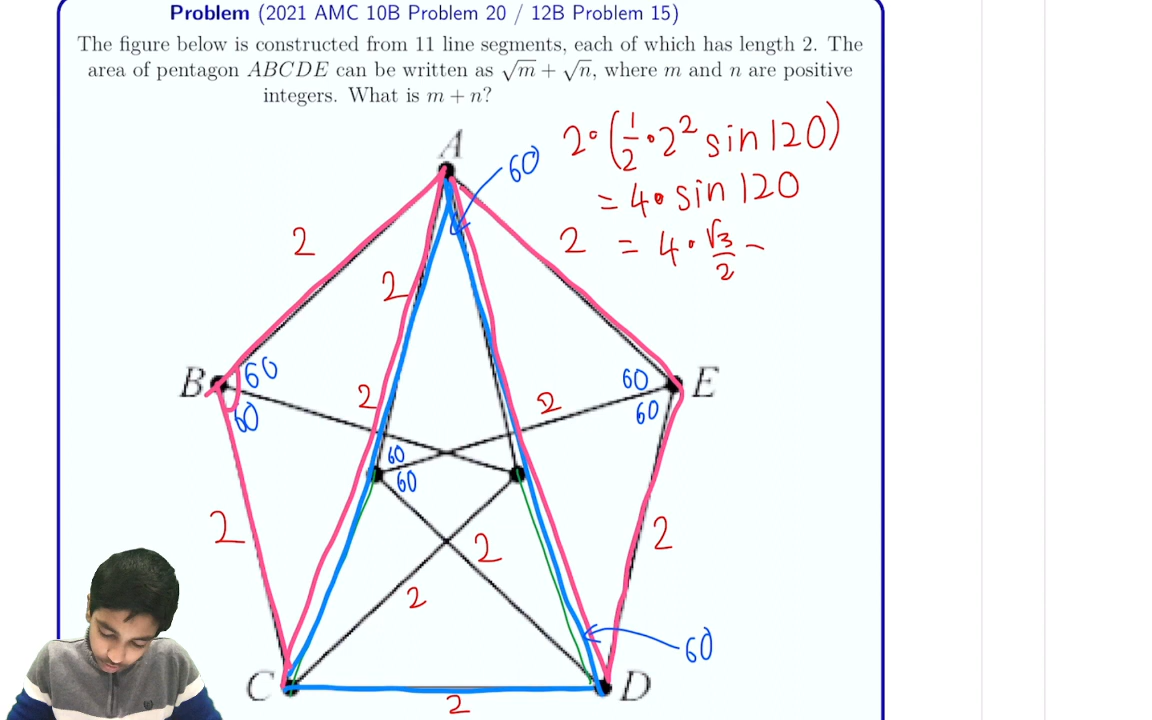 Problem (2021 AMC 10B Problem 20 / 12B Problem 15)
The figure below is constructed from 11 line segments, each of which has length 2. The
area of pentagon ABCDE can be written as √m + √n, where m and n are positive
integers. What is m + n?
A
60
2•(1/2•2² sin 120)
= 4• sin 120
= 4•√3/2
2
2
2
B
60
60
2
2
60
60
E
60
60
2
2
2
2
60
C
2
D